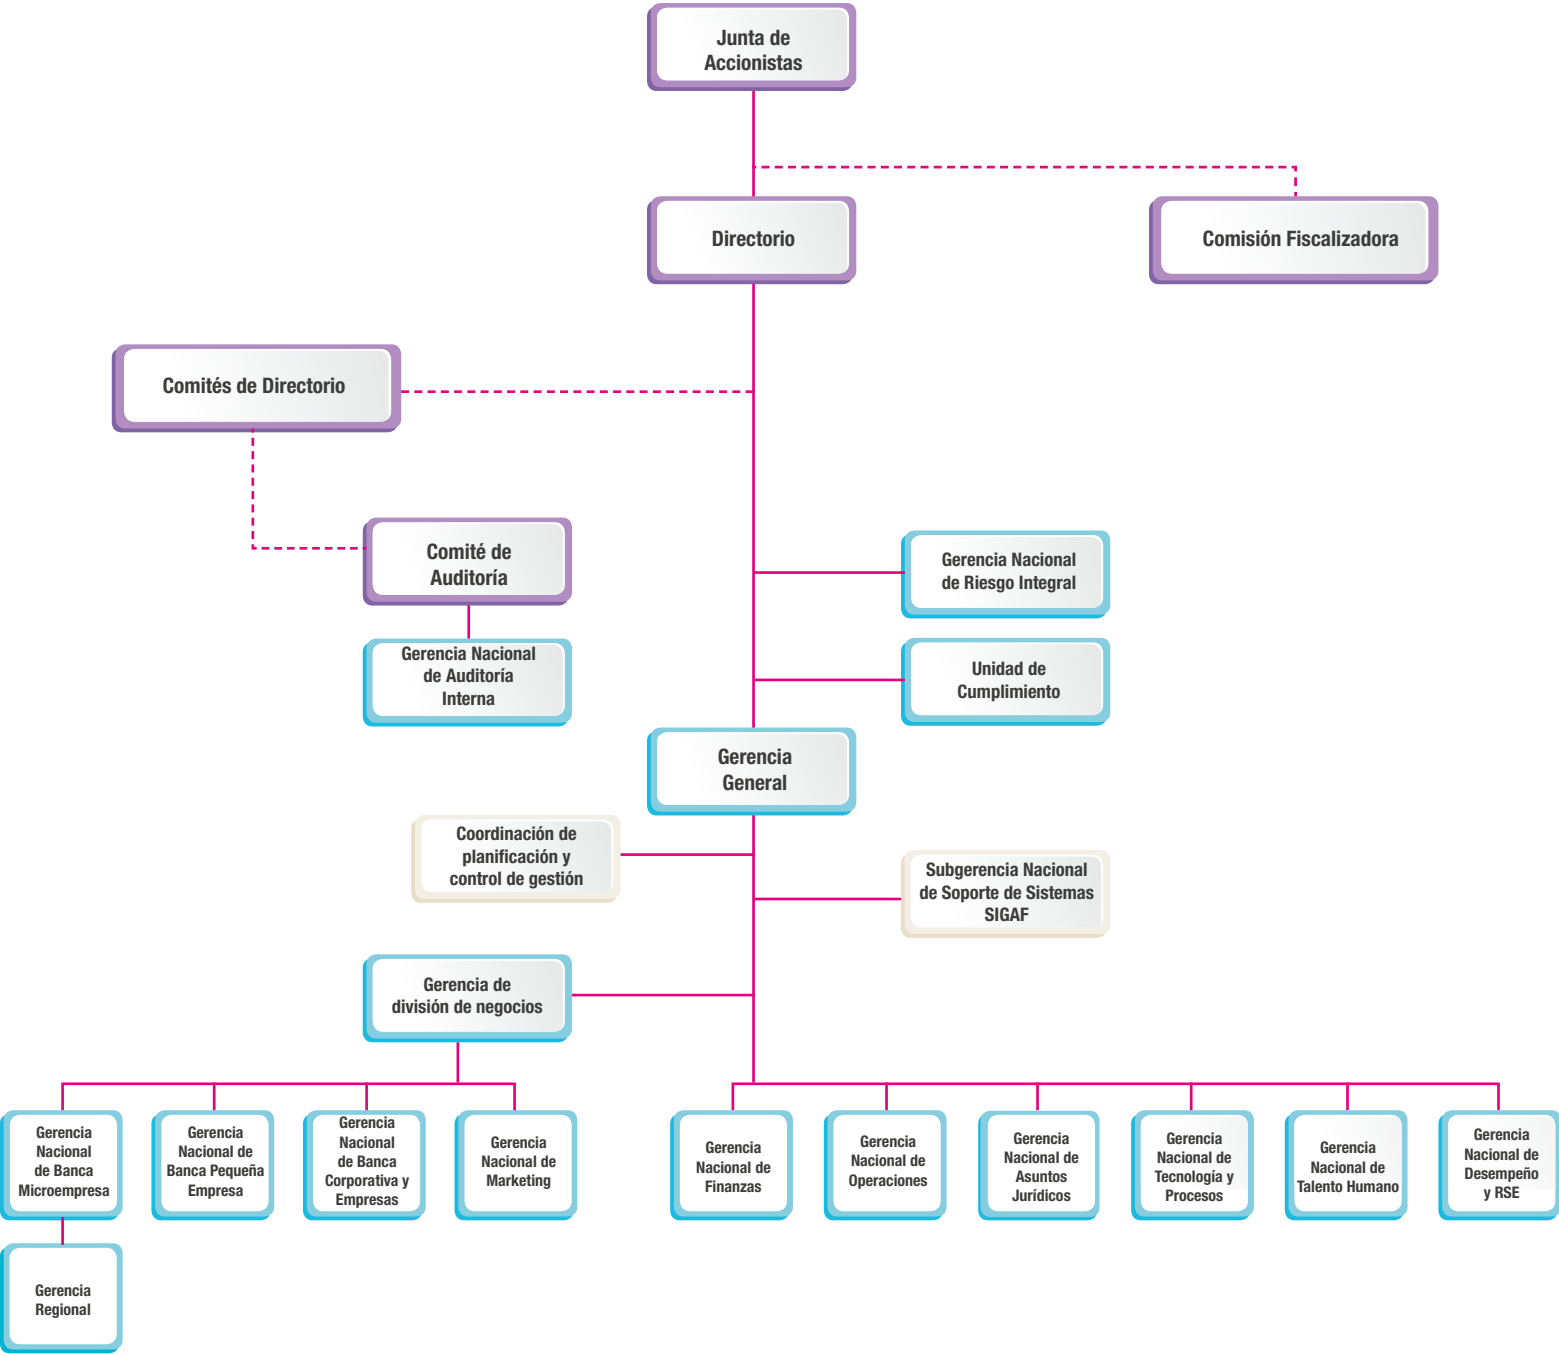 Junta de
Accionistas
Directorio
Comisión Fiscalizadora
Comités de Directorio
Comité de
Auditoría
Gerencia Nacional
de Riesgo Integral
Gerencia Nacional
de Auditoría
Interna
Unidad de
Cumplimiento
Gerencia
General
Coordinación de
planificación y
control de gestión
Subgerencia Nacional
de Soporte de Sistemas
SIGAF
Gerencia de
división de negocios
Gerencia
Nacional
de Banca
Microempresa
Gerencia
Nacional de
Banca Pequeña
Empresa
Gerencia
Nacional
de Banca
Corporativa y
Empresas
Gerencia
Nacional de
Marketing
Gerencia
Nacional de
Finanzas
Gerencia
Nacional de
Operaciones
Gerencia
Nacional de
Asuntos
Jurídicos
Gerencia
Nacional de
Tecnología y
Procesos
Gerencia
Nacional de
Talento Humano
Gerencia
Nacional de
Desempeño
y RSE
Gerencia
Regional